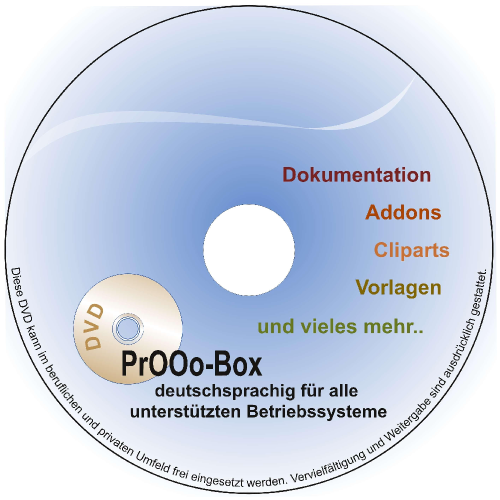 Dokumentation
Addons
Cliparts
Vorlagen
und vieles mehr..
DVD
PrOOo-Box
deutschsprachig für alle
unterstützten Betriebssysteme
Diese DVD kann im beruflichen und privaten Umfeld frei eingesetzt werden. Vervielfältigung und Weitergabe sind ausdrücklich gestattet.